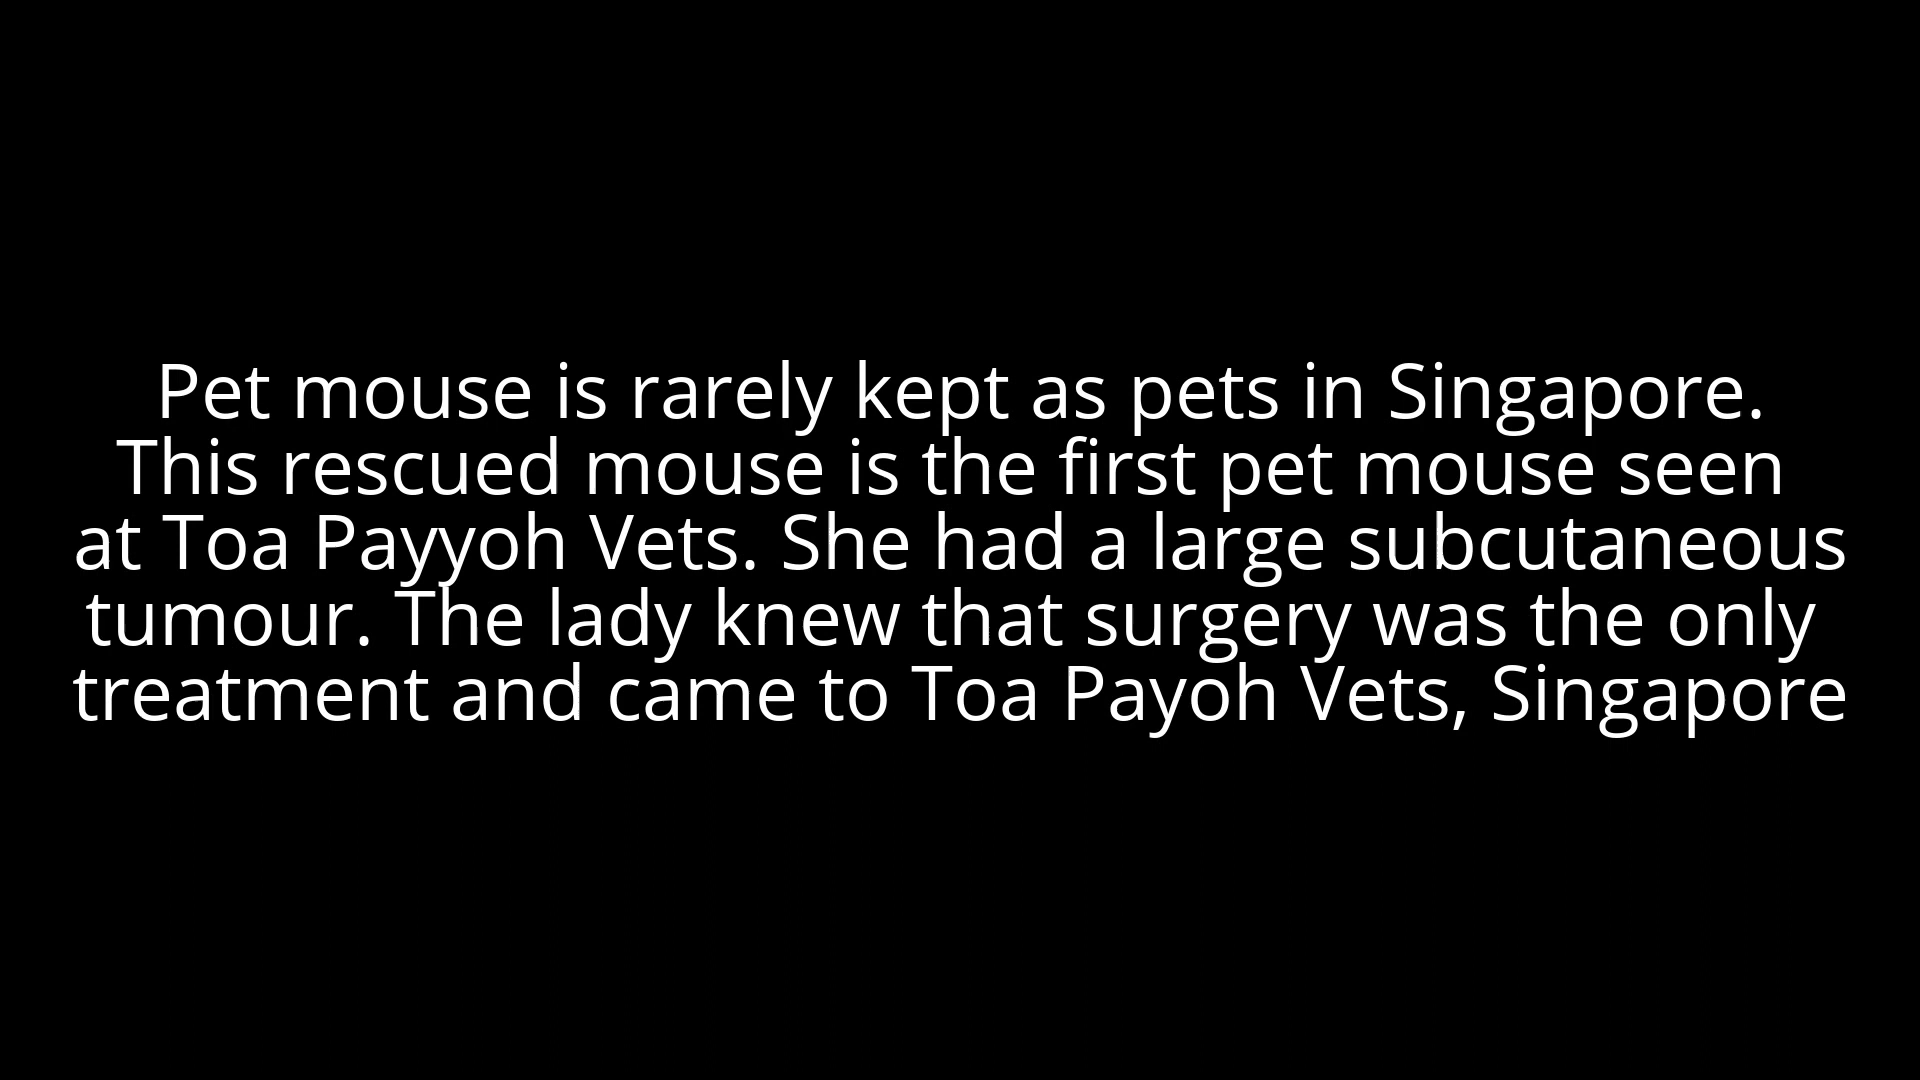 Pet mouse is rarely kept as pets in Singapore.
This rescued mouse is the first pet mouse seen
at Toa Payyoh Vets. She had a large subcutaneous
tumour. The lady knew that surgery was the only
treatment and came to Toa Payoh Vets, Singapore